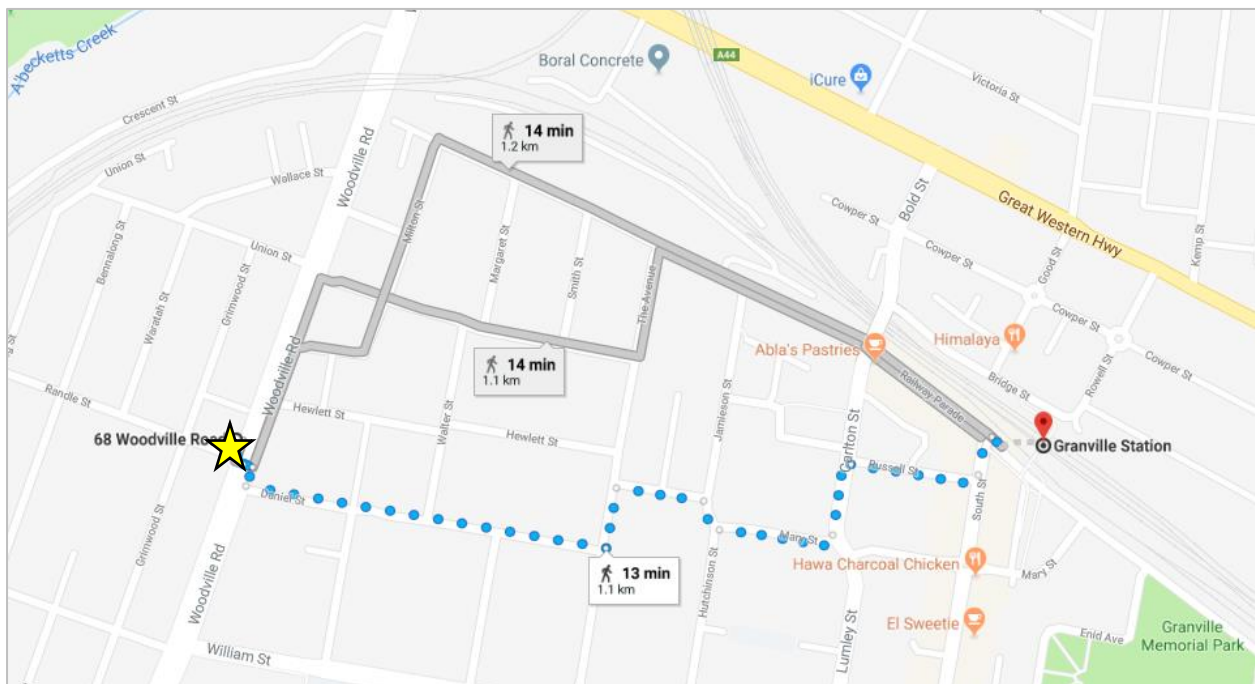 A'becketts Creek
Crescent St
Union St
Wallace St
Woodville Rd
Boral Concrete
A44
iCure
Victoria St
14 min
1.2 km
Bennalong St
Waratah St
Grimwood St
Union St
Milton St
Margaret St
Smith St
The Avenue
Bold St
Cowper St
Great Western Hwy
Cowper St
Good St
Kemp St
Woodville Rd
14 min
1.1 km
Abla's Pastries
Himalaya
Cowper St
Cowper St
Rowell St
Bridge St
Railway Parade
Randle St
Hewlett St
Walter St
Hewlett St
Jamieson St
Carlton St
68 Woodville Road
Granville Station
Russell St
South St
Daniel St
Mary St
Grimwood St
Woodville Rd
13 min
1.1 km
Hutchinson St
Hawa Charcoal Chicken
Mary St
El Sweetie
Lumley St
Enid Ave
Granville
Memorial Park
William St